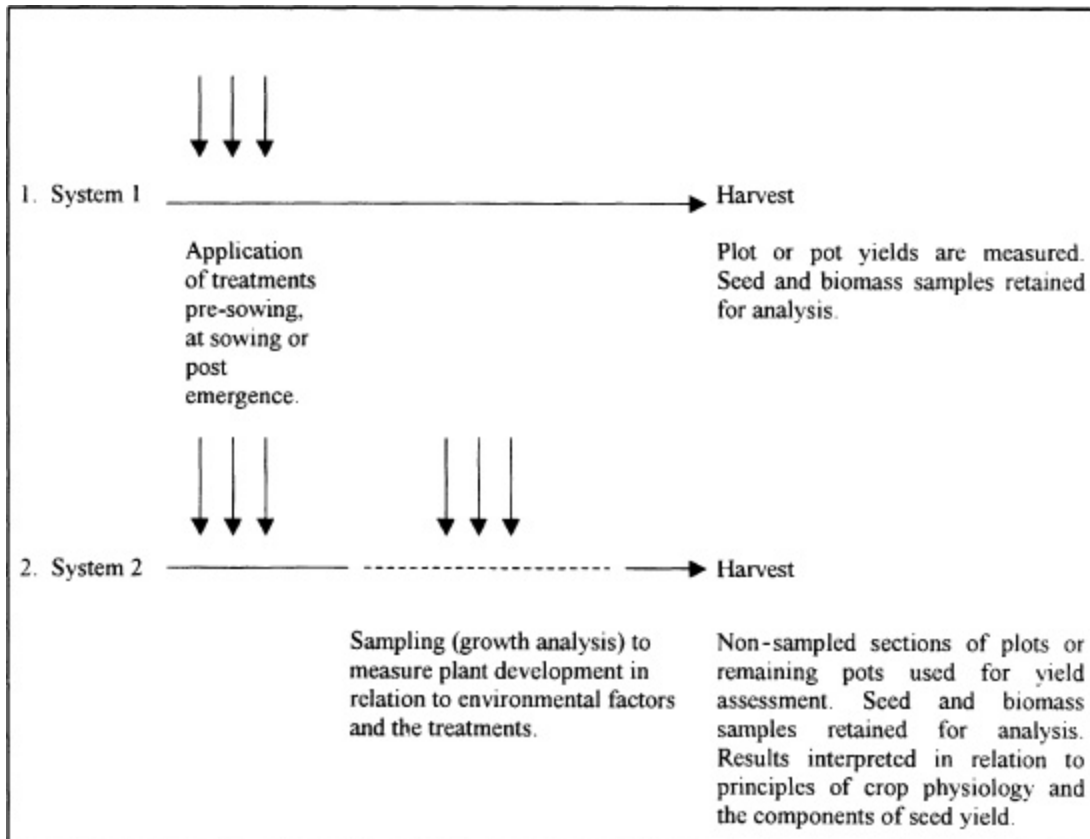 1. System 1
Harvest
Application
of treatments
pre-sowing,
at sowing or
post
emergence.
Plot or pot yields are measured.
Seed and biomass samples retained
for analysis.
2. System 2
Harvest
Sampling (growth analysis) to
measure plant development in
relation to environmental factors
and the treatments.
Non-sampled sections of plots or
remaining pots used for yield
assessment. Seed and biomass
samples retained for analysis.
Results interpreted in relation to
principles of crop physiology and
the components of seed yield.